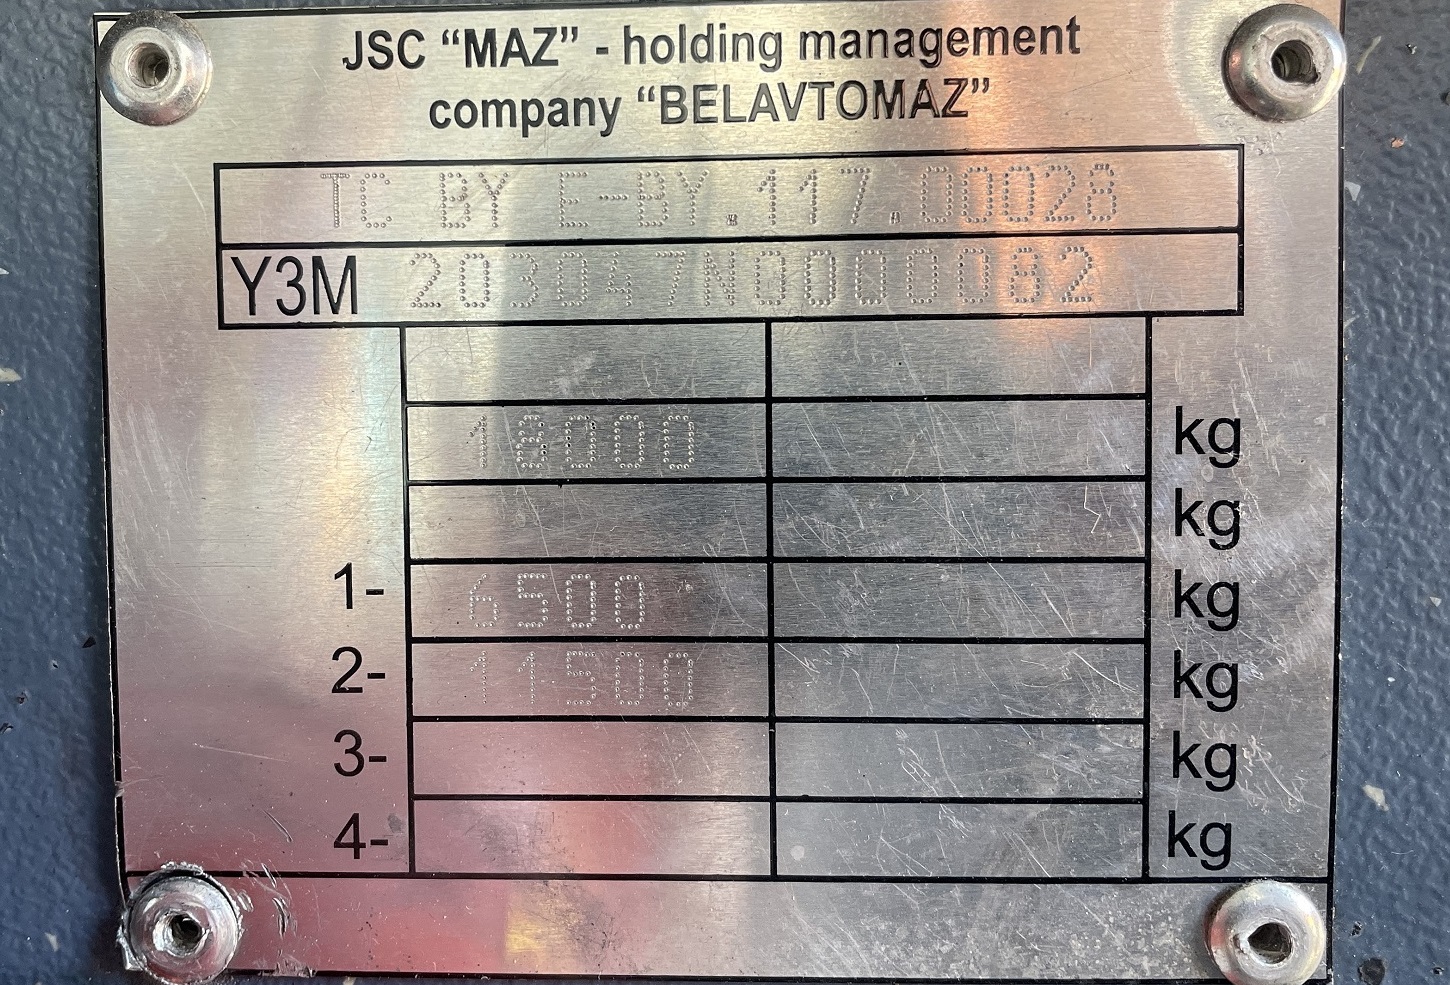 JSC “MAZ” - holding management
company “BELAVTOMAZ”
TC BY E-BY.117.00028
Y3M 203047N0000082
18000 kg
kg
1- 6500 kg
2- 11500 kg
3- kg
4- kg